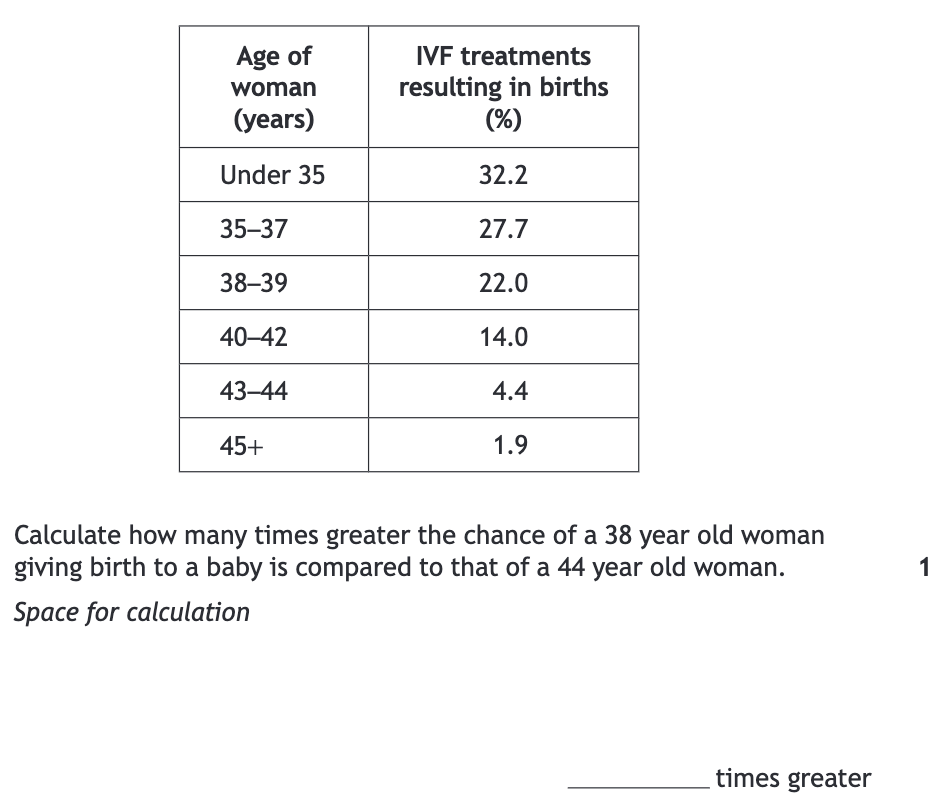 Age of
woman
(years)
IVF treatments
resulting in births
(%)
Under 35 32.2
35–37 27.7
38–39 22.0
40–42 14.0
43–44 4.4
45+ 1.9
Calculate how many times greater the chance of a 38 year old woman
giving birth to a baby is compared to that of a 44 year old woman. 1
Space for calculation
____________ times greater